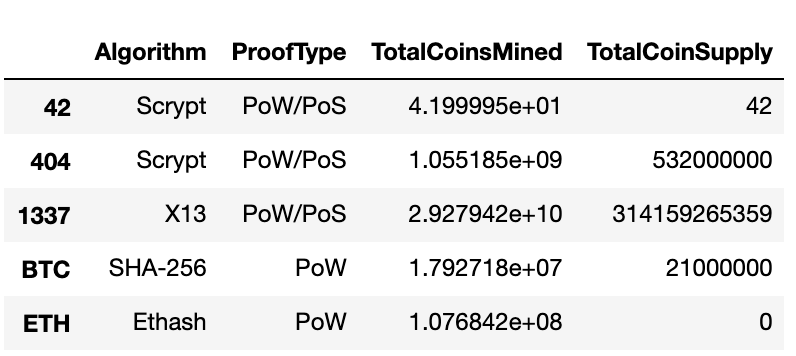 Algorithm ProofType TotalCoinsMined TotalCoinSupply
42 Scrypt PoW/PoS 4.199995e+01 42
404 Scrypt PoW/PoS 1.055185e+09 532000000
1337 X13 PoW/PoS 2.927942e+10 314159265359
BTC SHA-256 PoW 1.792718e+07 21000000
ETH Ethash PoW 1.076842e+08 0